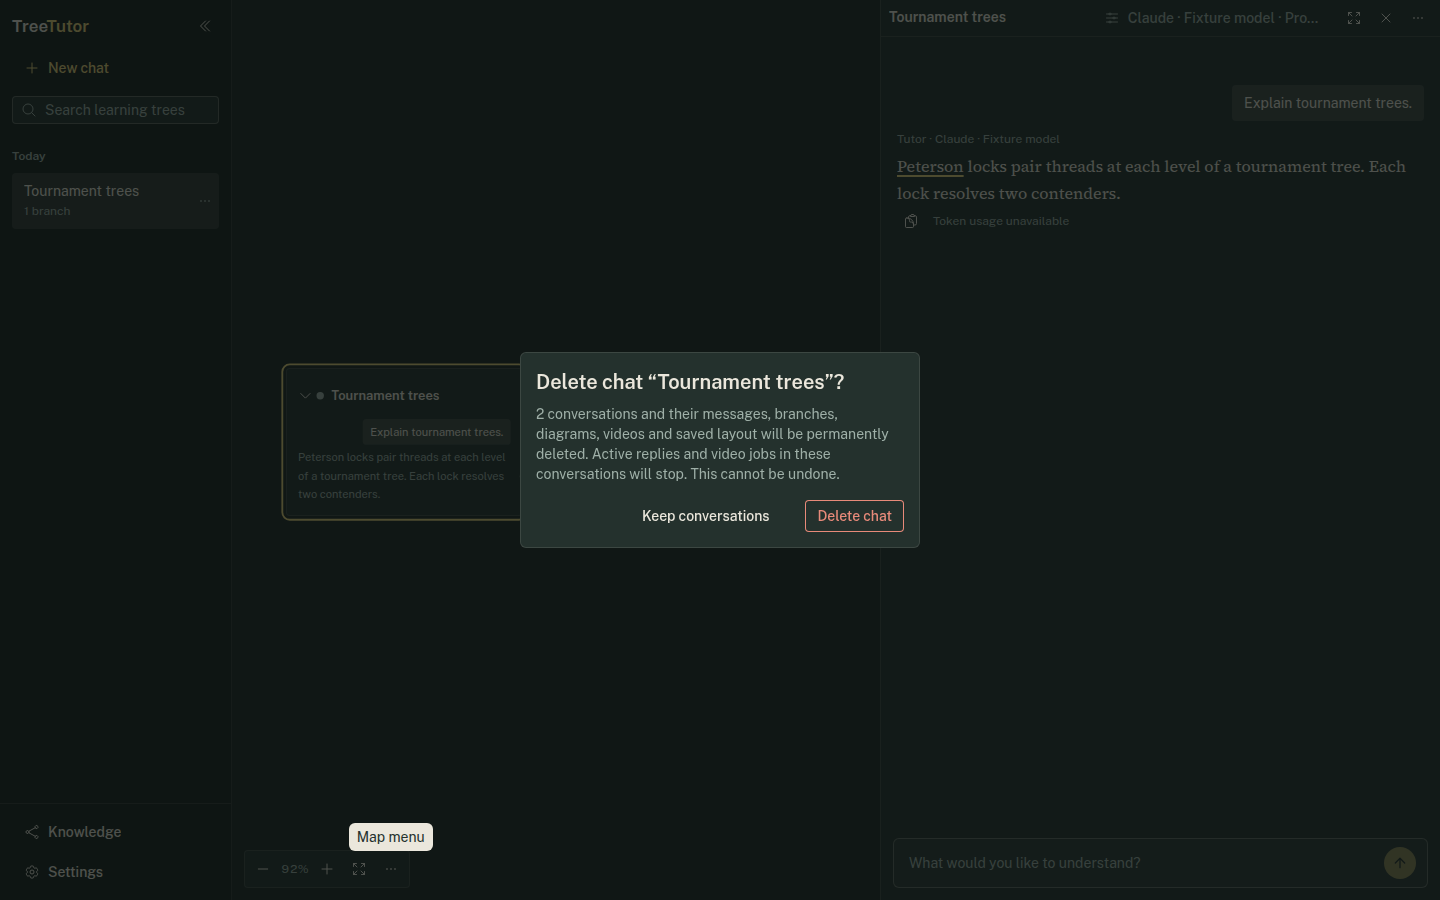 TreeTutor
New chat
Search learning trees
Today
Tournament trees
1 branch
Knowledge
Settings
Tournament trees
Explain tournament trees.
Peterson locks pair threads at each level
of a tournament tree. Each lock resolves
two contenders.
Map menu
92%
Delete chat “Tournament trees”?
2 conversations and their messages, branches,
diagrams, videos and saved layout will be permanently
deleted. Active replies and video jobs in these
conversations will stop. This cannot be undone.
Keep conversations
Delete chat
Tournament trees
Claude · Fixture model · Pro...
Explain tournament trees.
Tutor · Claude · Fixture model
Peterson locks pair threads at each level of a tournament tree. Each
lock resolves two contenders.
Token usage unavailable
What would you like to understand?